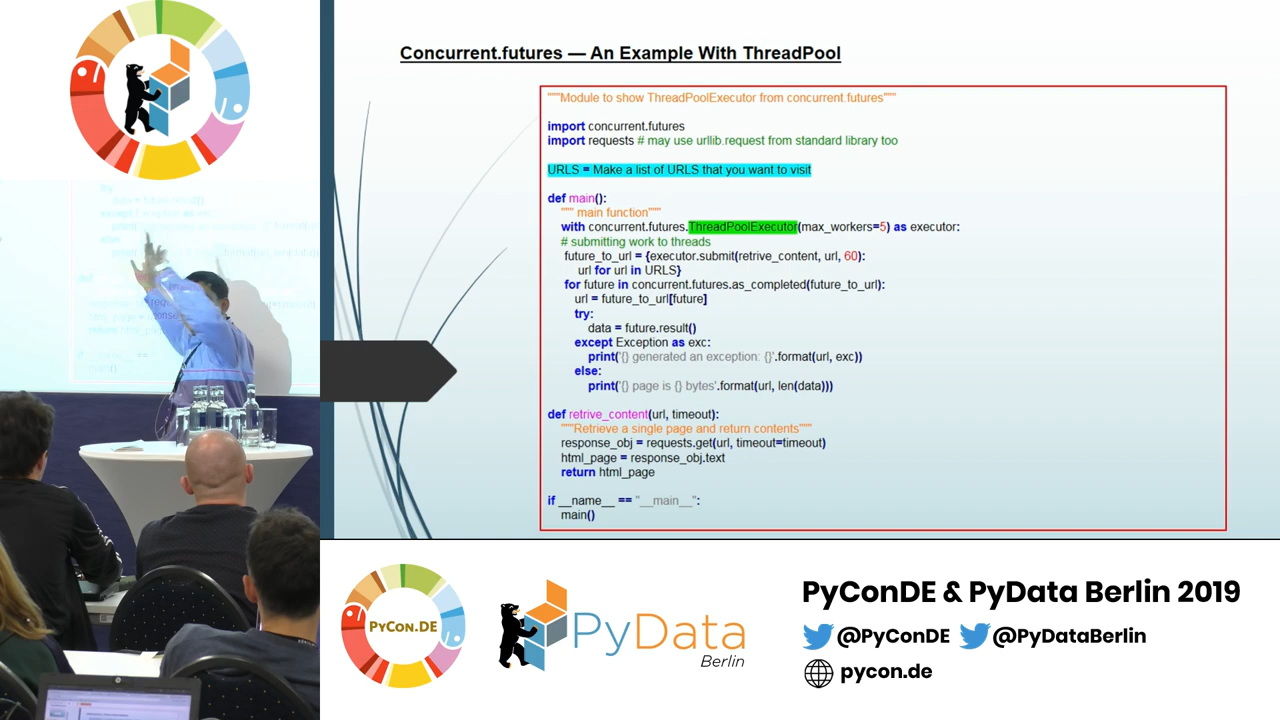 Concurrent.futures — An Example With ThreadPool
"""Module to show ThreadPoolExecutor from concurrent.futures"""
import concurrent.futures
import requests # may use urllib.request from standard library too
URLS = Make a list of URLS that you want to visit
def main():
""" main function"""
with concurrent.futures.ThreadPoolExecutor(max_workers=5) as executor:
# submitting work to threads
future_to_url = {executor.submit(retrive_content, url, 60):
url for url in URLS}
for future in concurrent.futures.as_completed(future_to_url):
url = future_to_url[future]
try:
data = future.result()
except Exception as exc:
print('{} generated an exception: {}'.format(url, exc))
else:
print('{} page is {} bytes'.format(url, len(data)))
def retrive_content(url, timeout):
"""Retrieve a single page and return contents"""
response_obj = requests.get(url, timeout=timeout)
html_page = response_obj.text
return html_page
if __name__ == "__main__":
main()
PyCon.DE
PyData
Berlin
PyConDE & PyData Berlin 2019
@PyConDE @PyDataBerlin
pycon.de